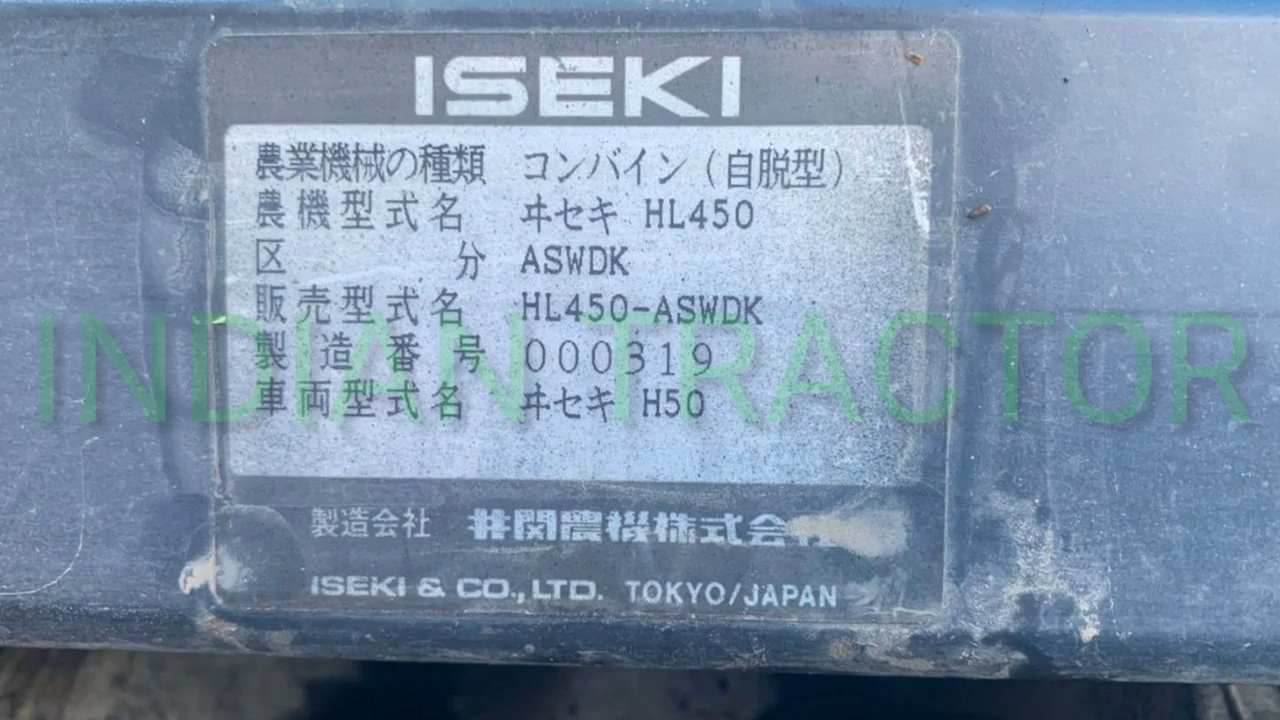 ISEKI
農業機械の種類 コンバイン（自脱型）
農機型式名 ヰセキ HL450
区分 ASWDK
販売型式名 HL450-ASWDK
INDIAN TRACTOR
製造番号 000319
車両型式名 ヰセキ H50
製造会社 井関農機株式会
ISEKI & CO., LTD. TOKYO/JAPAN